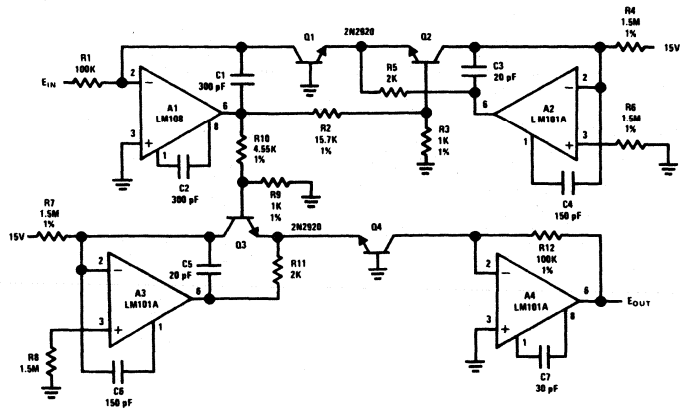 R4
1.5M
1%
15V
Q1
2N2920
Q2
R1
100K
E_IN
C1
300 pF
R5
2K
C3
20 pF
2
A1
LM108
6
3
1
8
C2
300 pF
R2
15.7K
1%
R3
1K
1%
6
A2
LM101A
2
3
1
R6
1.5M
1%
C4
150 pF
R10
4.55K
1%
R9
1K
1%
R7
1.5M
1%
15V
Q3
2N2920
Q4
C5
20 pF
R11
2K
R12
100K
1%
2
A3
LM101A
6
3
1
R8
1.5M
C6
150 pF
2
A4
LM101A
6
3
1
8
C7
30 pF
E_OUT